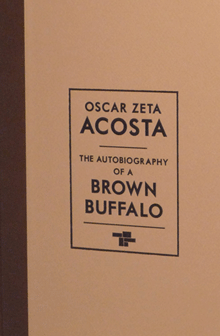 OSCAR ZETA
ACOSTA
THE AUTOBIOGRAPHY
OF A
BROWN
BUFFALO